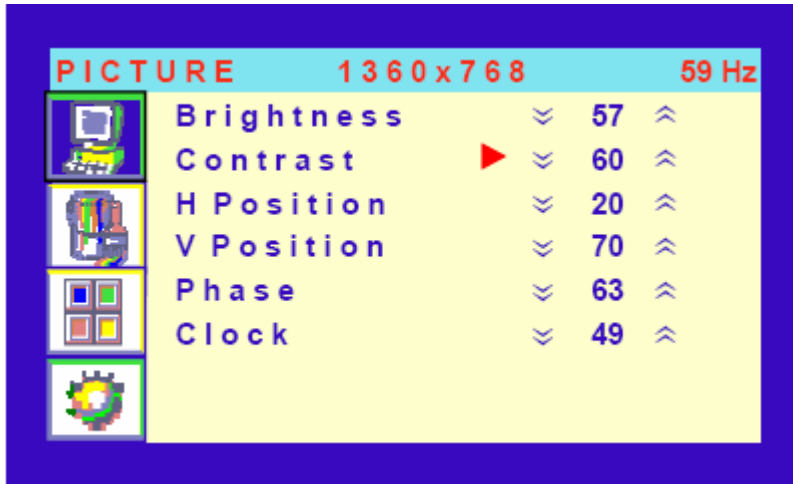 PICTURE 1360x768 59 Hz
Brightness 57
Contrast 60
H Position 20
V Position 70
Phase 63
Clock 49